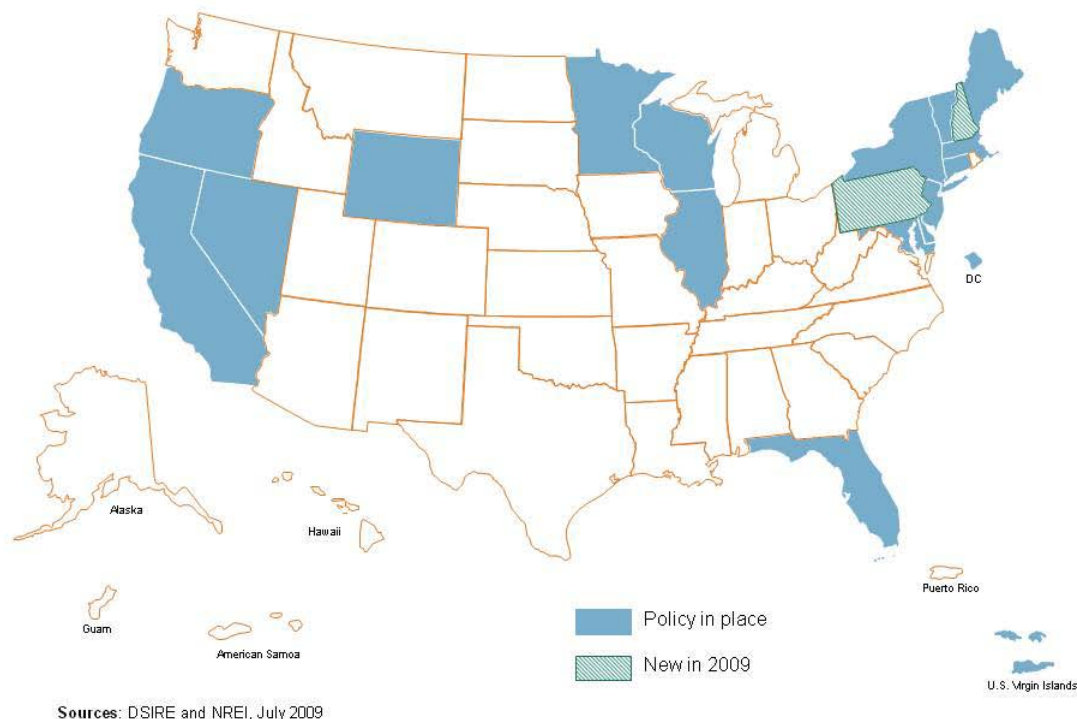 DC
Alaska
Hawaii
Puerto Rico
Guam
American Samoa
Policy in place
New in 2009
U.S. Virgin Islands
Sources: DSIRE and NREL, July 2009